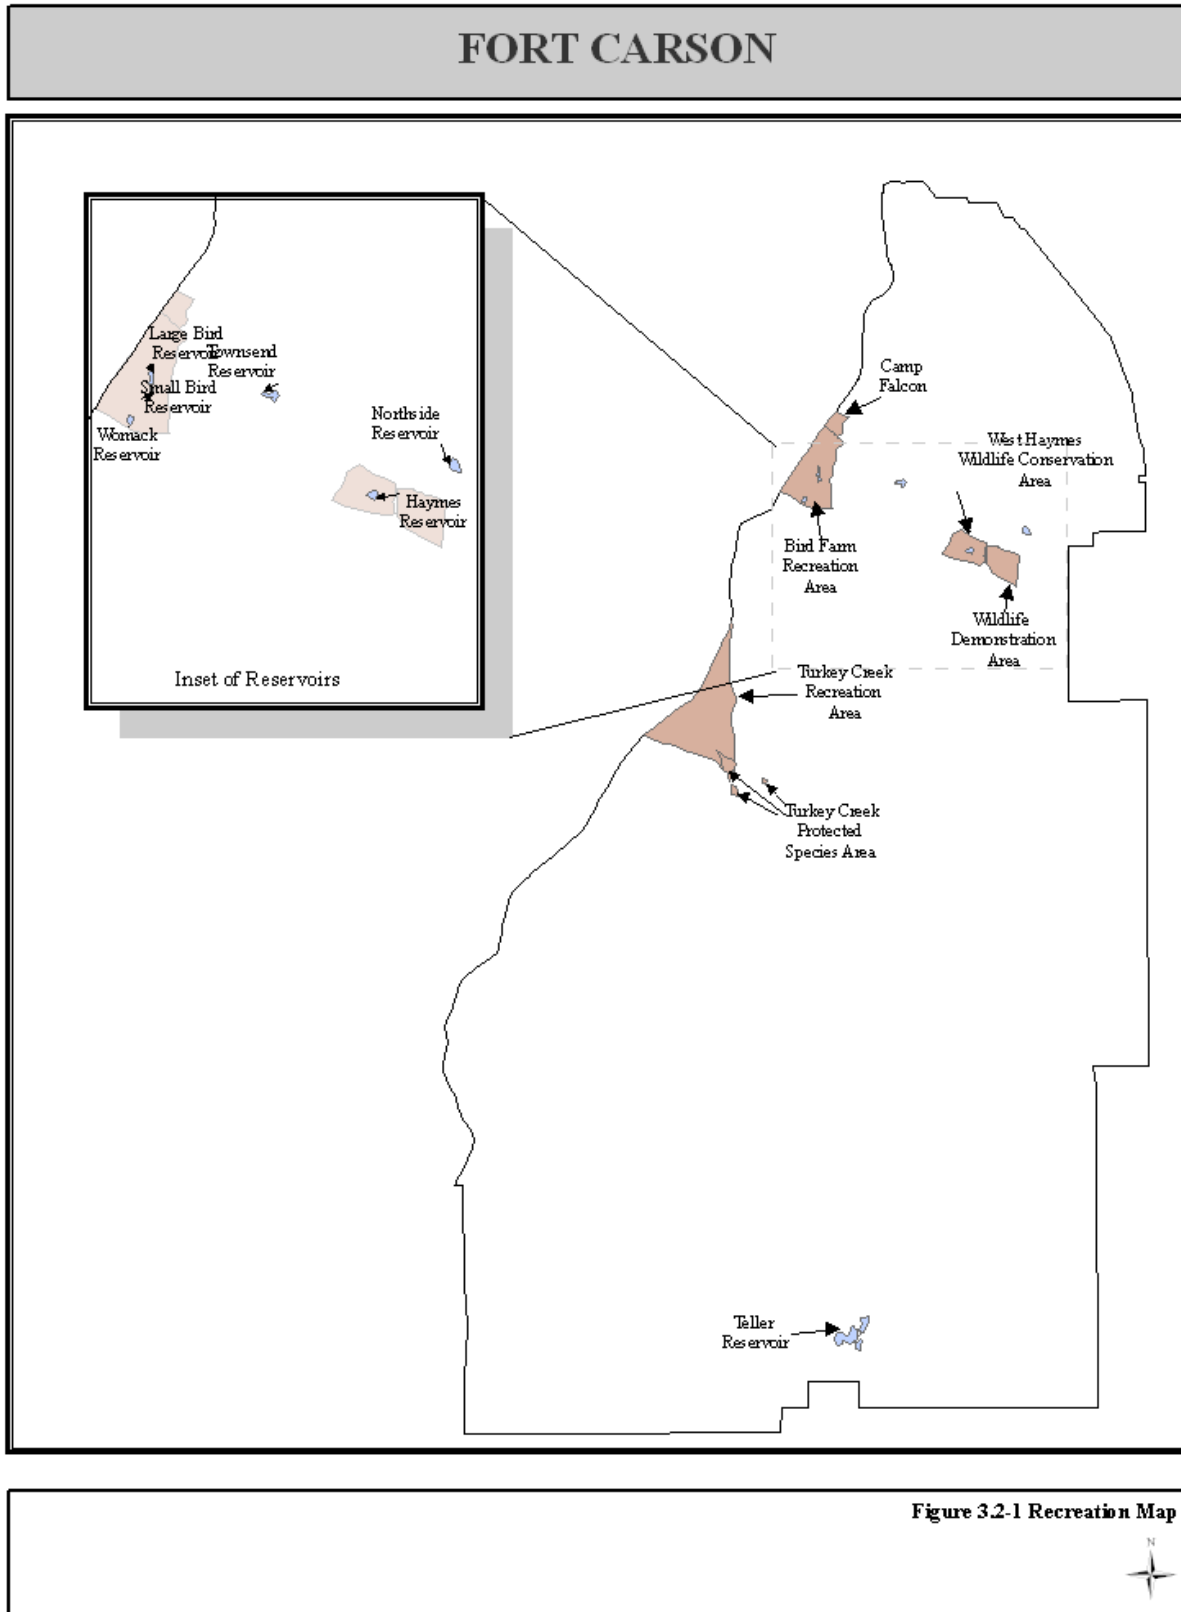 FORT CARSON
Large Bird
Reservoir
Townsend
Reservoir
Small Bird
Reservoir
Womack
Reservoir
Northside
Reservoir
Haymes
Reservoir
Inset of Reservoirs
Camp
Falcon
West Haymes
Wildlife Conservation
Area
Bird Farm
Recreation
Area
Wildlife
Demonstration
Area
Turkey Creek
Recreation
Area
Turkey Creek
Protected
Species Area
Teller
Reservoir
Figure 3.2-1 Recreation Map
N